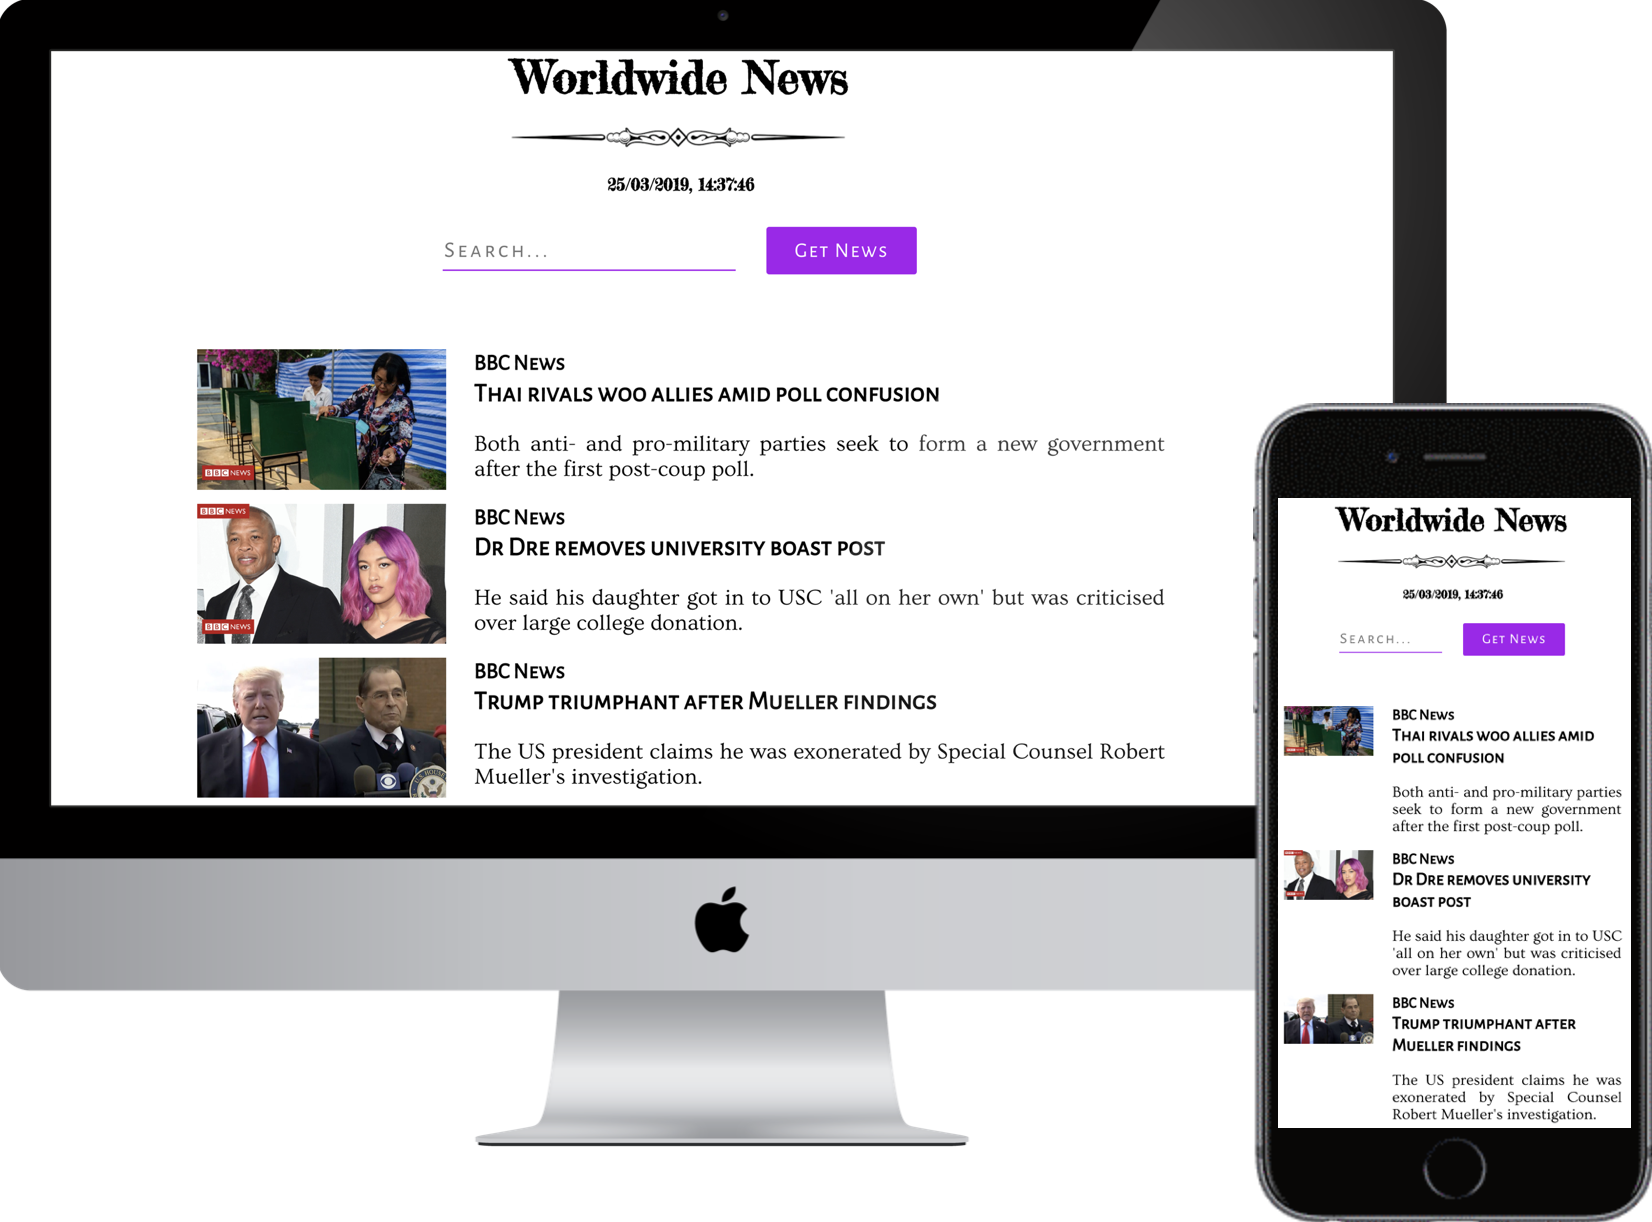 Worldwide News
25/03/2019, 14:37:46
Search...
Get News
BBC NEWS
BBC News
Thai rivals woo allies amid poll confusion
Both anti- and pro-military parties seek to form a new government
after the first post-coup poll.
BBC NEWS
BBC NEWS
BBC News
Dr Dre removes university boast post
He said his daughter got in to USC 'all on her own' but was criticised
over large college donation.
BBC News
Trump triumphant after Mueller findings
The US president claims he was exonerated by Special Counsel Robert
Mueller's investigation.
Worldwide News
25/03/2019, 14:37:46
Search...
Get News
BBC News
Thai rivals woo allies amid
poll confusion
Both anti- and pro-military parties
seek to form a new government
after the first post-coup poll.
BBC News
Dr Dre removes university
boast post
He said his daughter got in to USC
'all on her own' but was criticised
over large college donation.
BBC News
Trump triumphant after
Mueller findings
The US president claims he was
exonerated by Special Counsel
Robert Mueller's investigation.